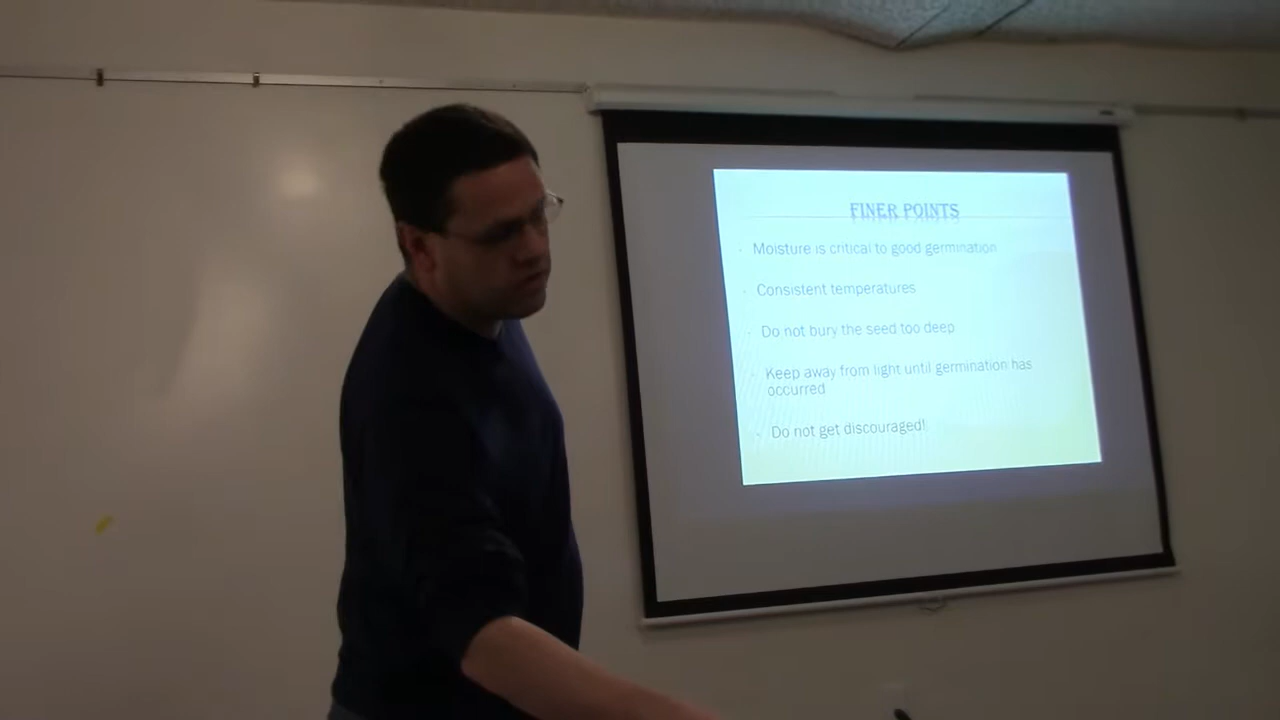 FINER POINTS
Moisture is critical to good germination
Consistent temperatures
Do not bury the seed too deep
Keep away from light until germination has
occurred
Do not get discouraged!